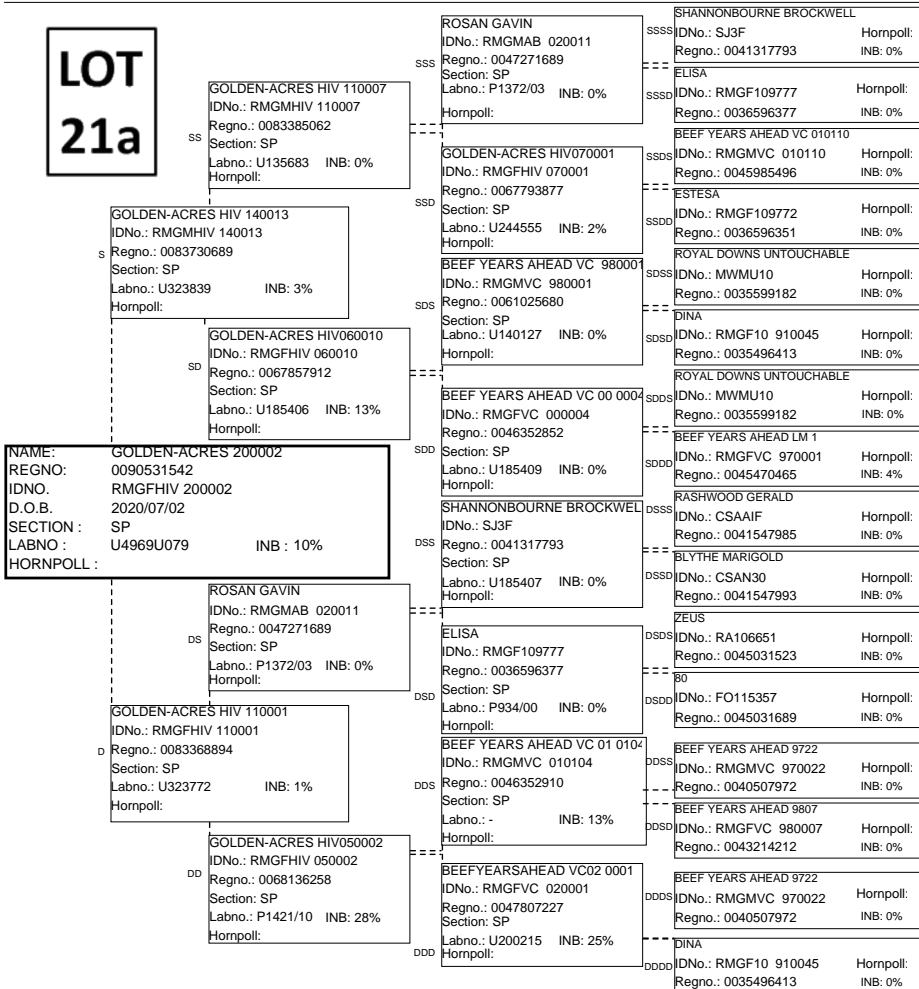 LOT
21a
NAME: GOLDEN-ACRES 200002
REGNO: 0090531542
IDNO. RMGFHIV 200002
D.O.B. 2020/07/02
SECTION : SP
LABNO : U4969U079 INB : 10%
HORNPOLL :
S
GOLDEN-ACRES HIV 140013
IDNo.: RMGMHIV 140013
Regno.: 0083730689
Section: SP
Labno.: U323839 INB: 3%
Hornpoll:
D
GOLDEN-ACRES HIV 110001
IDNo.: RMGFHIV 110001
Regno.: 0083368894
Section: SP
Labno.: U323772 INB: 1%
Hornpoll:
SS
GOLDEN-ACRES HIV 110007
IDNo.: RMGMHIV 110007
Regno.: 0083385062
Section: SP
Labno.: U135683 INB: 0%
Hornpoll:
SD
GOLDEN-ACRES HIV060010
IDNo.: RMGFHIV 060010
Regno.: 0067857912
Section: SP
Labno.: U185406 INB: 13%
Hornpoll:
DS
ROSAN GAVIN
IDNo.: RMGMAB 020011
Regno.: 0047271689
Section: SP
Labno.: P1372/03 INB: 0%
Hornpoll:
DD
GOLDEN-ACRES HIV050002
IDNo.: RMGFHIV 050002
Regno.: 0068136258
Section: SP
Labno.: P1421/10 INB: 28%
Hornpoll:
SSS
ROSAN GAVIN
IDNo.: RMGMAB 020011
Regno.: 0047271689
Section: SP
Labno.: P1372/03 INB: 0%
Hornpoll:
SSD
GOLDEN-ACRES HIV070001
IDNo.: RMGFHIV 070001
Regno.: 0067793877
Section: SP
Labno.: U244555 INB: 2%
Hornpoll:
SDS
BEEF YEARS AHEAD VC 980001
IDNo.: RMGMVC 980001
Regno.: 0061025680
Section: SP
Labno.: U140127 INB: 0%
Hornpoll:
SDD
BEEF YEARS AHEAD VC 00 0004
IDNo.: RMGFVC 000004
Regno.: 0046352852
Section: SP
Labno.: U185409 INB: 0%
Hornpoll:
DSS
SHANNONBOURNE BROCKWEL
IDNo.: SJ3F
Regno.: 0041317793
Section: SP
Labno.: U185407 INB: 0%
Hornpoll:
DSD
ELISA
IDNo.: RMGF109777
Regno.: 0036596377
Section: SP
Labno.: P934/00 INB: 0%
Hornpoll:
DDS
BEEF YEARS AHEAD VC 01 0104
IDNo.: RMGMVC 010104
Regno.: 0046352910
Section: SP
Labno.: - INB: 13%
Hornpoll:
DDD
BEEFYEARSAHEAD VC02 0001
IDNo.: RMGFVC 020001
Regno.: 0047807227
Section: SP
Labno.: U200215 INB: 25%
Hornpoll:
SHANNONBOURNE BROCKWELL
SSSS IDNo.: SJ3F Hornpoll:
Regno.: 0041317793 INB: 0%
ELISA
SSSD IDNo.: RMGF109777 Hornpoll:
Regno.: 0036596377 INB: 0%
BEEF YEARS AHEAD VC 010110
SSDS IDNo.: RMGMVC 010110 Hornpoll:
Regno.: 0045985496 INB: 0%
ESTESA
SSDD IDNo.: RMGF109772 Hornpoll:
Regno.: 0036596351 INB: 0%
ROYAL DOWNS UNTOUCHABLE
SDSS IDNo.: MWMU10 Hornpoll:
Regno.: 0035599182 INB: 0%
DINA
SDSD IDNo.: RMGF10 910045 Hornpoll:
Regno.: 0035496413 INB: 0%
ROYAL DOWNS UNTOUCHABLE
SDDS IDNo.: MWMU10 Hornpoll:
Regno.: 0035599182 INB: 0%
BEEF YEARS AHEAD LM 1
SDDD IDNo.: RMGFVC 970001 Hornpoll:
Regno.: 0045470465 INB: 4%
RASHWOOD GERALD
DSSS IDNo.: CSAAIF Hornpoll:
Regno.: 0041547985 INB: 0%
BLYTHE MARIGOLD
DSSD IDNo.: CSAN30 Hornpoll:
Regno.: 0041547993 INB: 0%
ZEUS
DSDS IDNo.: RA106651 Hornpoll:
Regno.: 0045031523 INB: 0%
80
DSDD IDNo.: FO115357 Hornpoll:
Regno.: 0045031689 INB: 0%
BEEF YEARS AHEAD 9722
DDSS IDNo.: RMGMVC 970022 Hornpoll:
Regno.: 0040507972 INB: 0%
BEEF YEARS AHEAD 9807
DDSD IDNo.: RMGFVC 980007 Hornpoll:
Regno.: 0043214212 INB: 0%
BEEF YEARS AHEAD 9722
DDDS IDNo.: RMGMVC 970022 Hornpoll:
Regno.: 0040507972 INB: 0%
DINA
DDDD IDNo.: RMGF10 910045 Hornpoll:
Regno.: 0035496413 INB: 0%